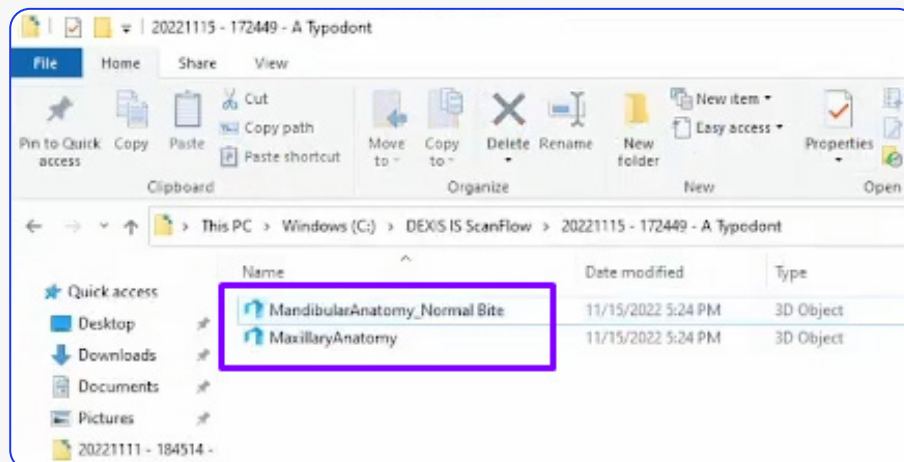 20221115 - 172449 - A Typodont
File Home Share View
Pin to Quick access
Copy
Paste
Cut
Copy path
Paste shortcut
Move to
Copy to
Delete
Rename
New folder
New item
Easy access
Properties
Clipboard Organize New Open
This PC > Windows (C:) > DEXIS IS ScanFlow > 20221115 - 172449 - A Typodont
Name Date modified Type
Quick access
Desktop
Downloads
Documents
Pictures
20221111 - 184514 -
MandibularAnatomy_Normal Bite 11/15/2022 5:24 PM 3D Object
MaxillaryAnatomy 11/15/2022 5:24 PM 3D Object